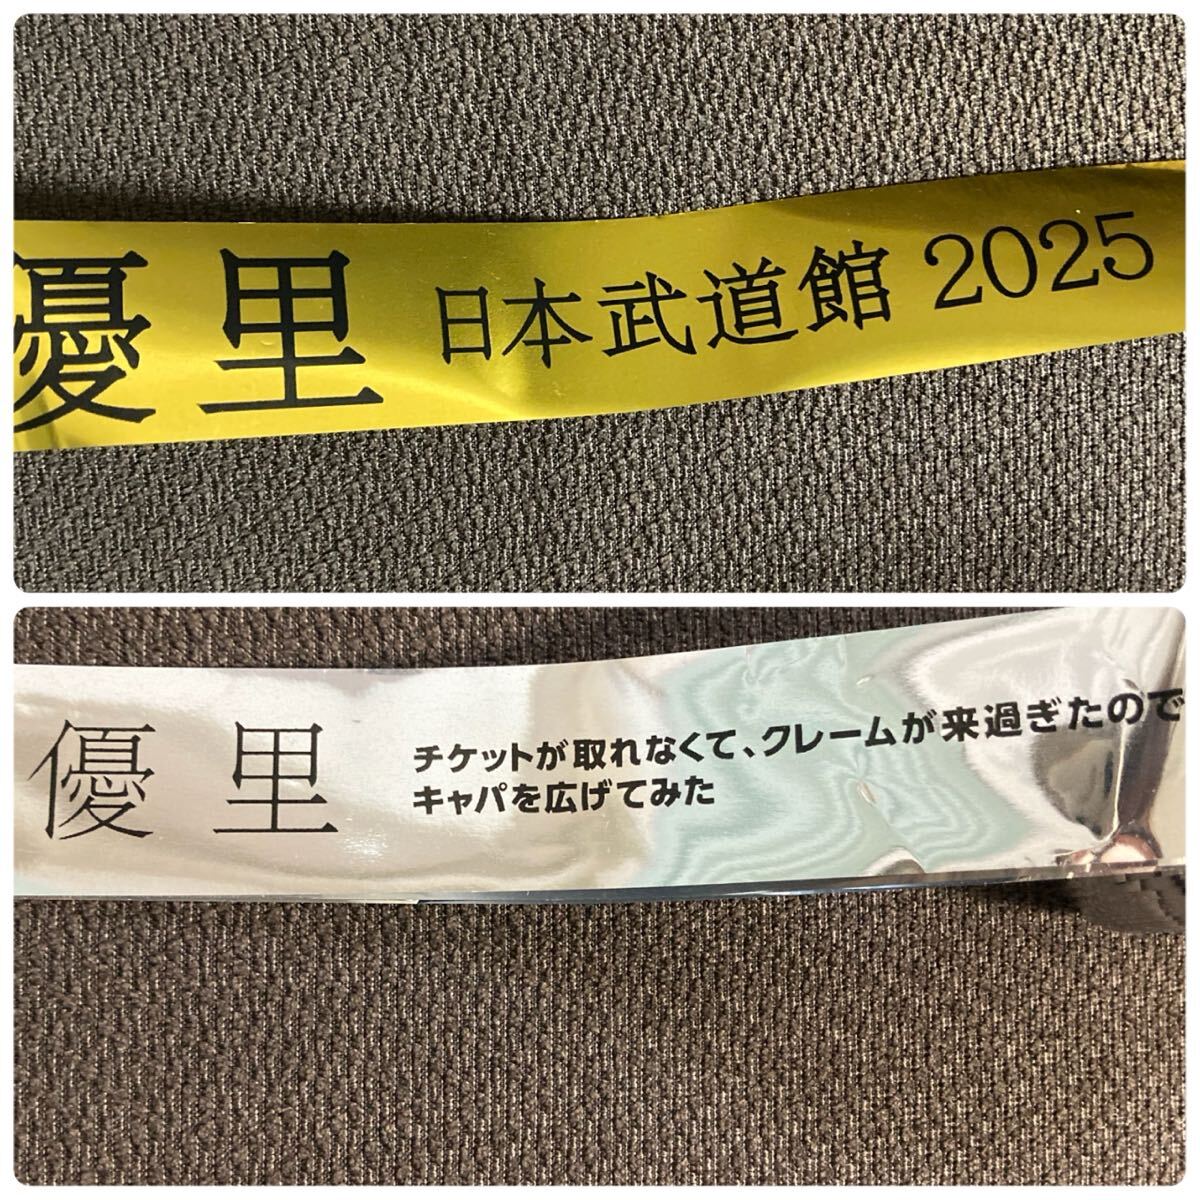 優里 日本武道館 2025
優里 チケットが取れなくて、クレームが来過ぎたので
キャパを広げてみた